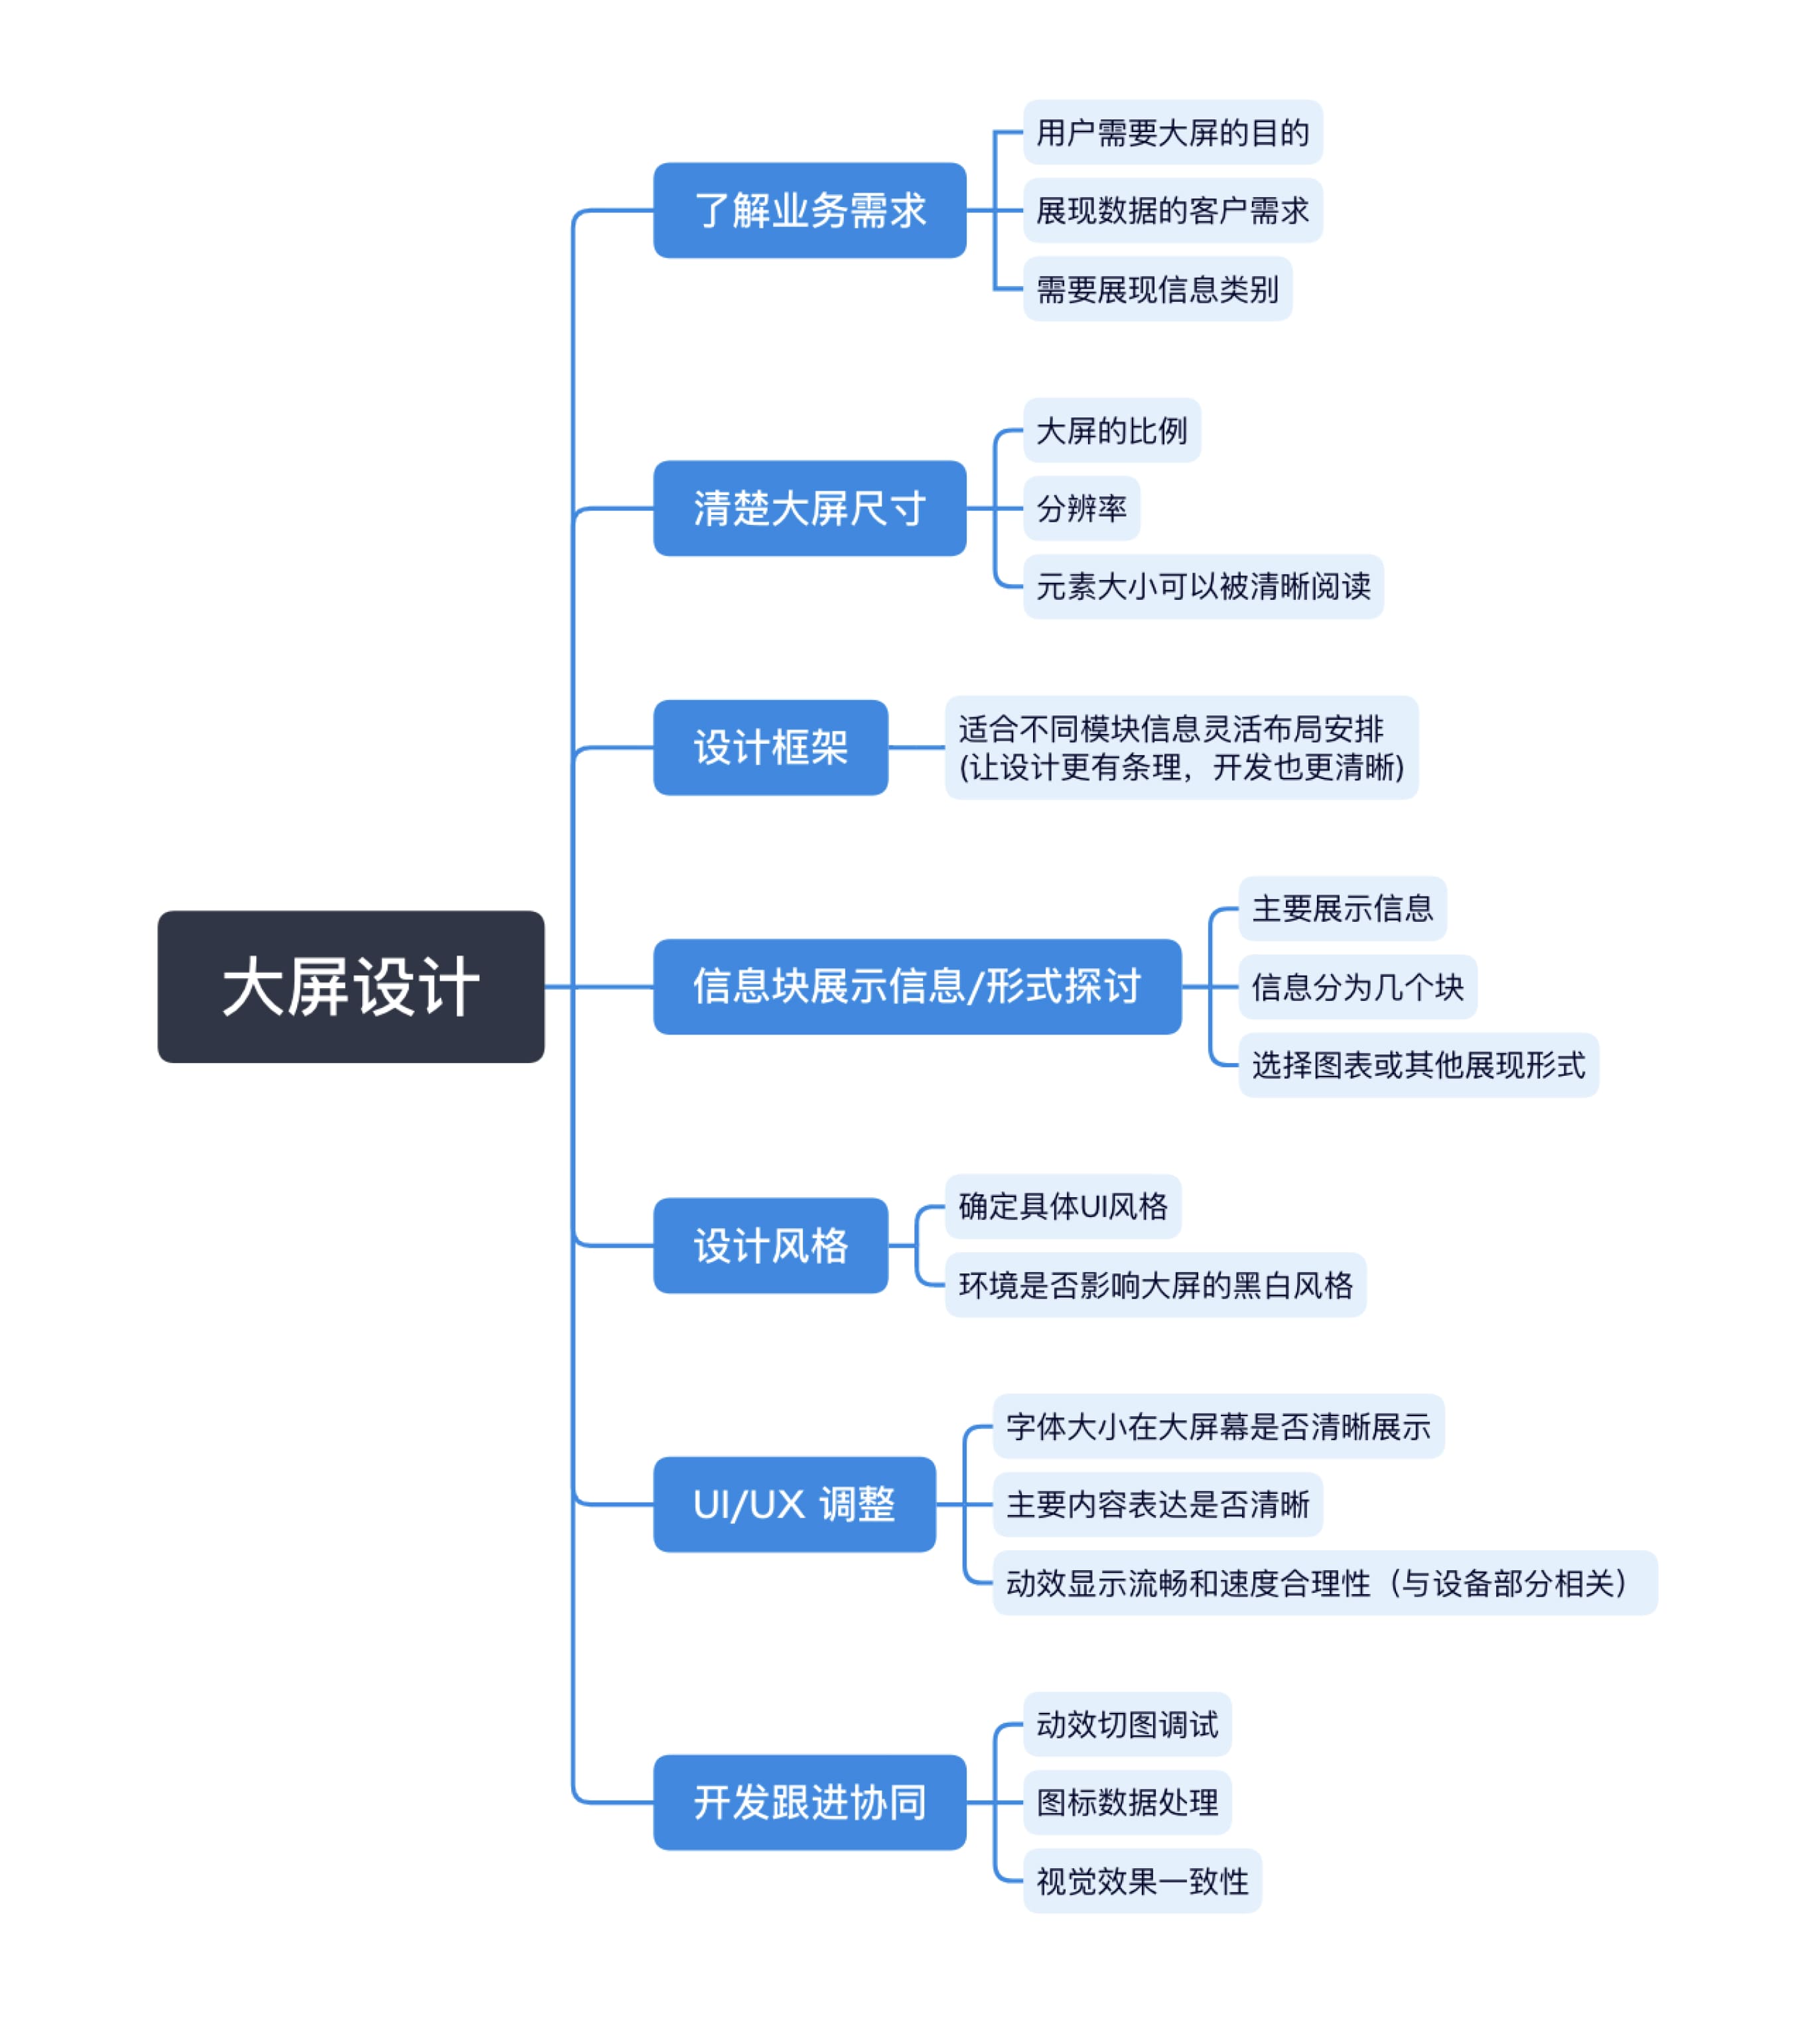 大屏设计
了解业务需求
用户需要大屏的目的
展现数据的客户需求
需要展现信息类别
清楚大屏尺寸
大屏的比例
分辨率
元素大小可以被清晰阅读
设计框架
适合不同模块信息灵活布局安排
(让设计更有条理，开发也更清晰)
信息块展示信息/形式探讨
主要展示信息
信息分为几个块
选择图表或其他展现形式
设计风格
确定具体UI风格
环境是否影响大屏的黑白风格
UI/UX 调整
字体大小在大屏幕是否清晰展示
主要内容表达是否清晰
动效显示流畅和速度合理性（与设备部分相关）
开发跟进协同
动效切图调试
图标数据处理
视觉效果一致性